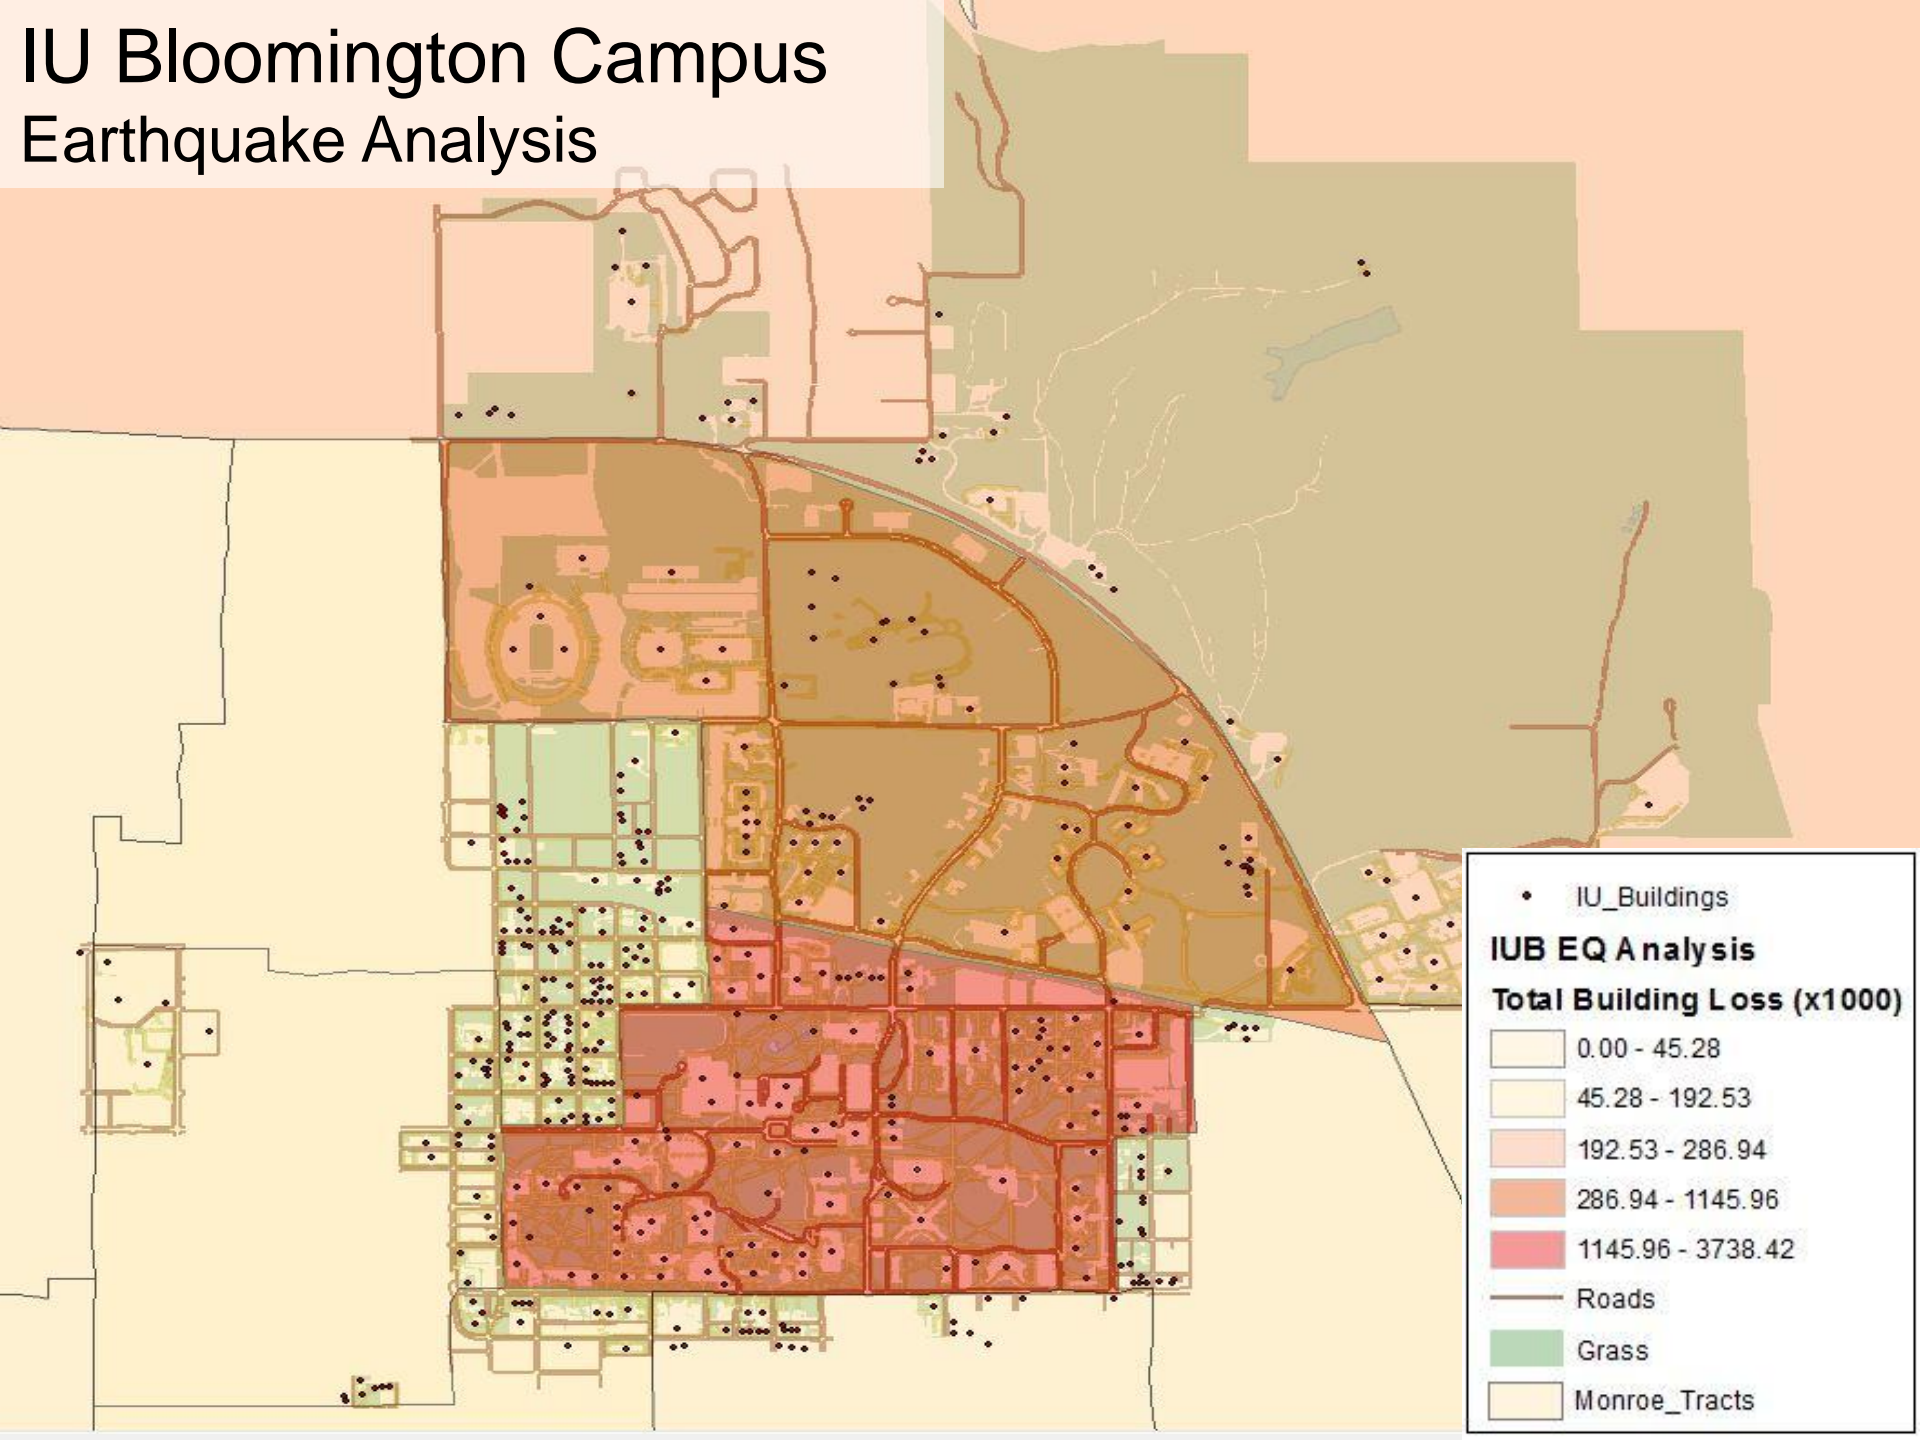 IU Bloomington Campus
Earthquake Analysis
IU_Buildings
IUB EQ Analysis
Total Building Loss (x1000)
0.00 - 45.28
45.28 - 192.53
192.53 - 286.94
286.94 - 1145.96
1145.96 - 3738.42
Roads
Grass
Monroe_Tracts